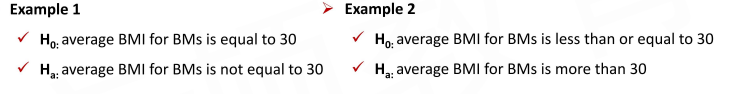 Example 1
✓ H0: average BMI for BMs is equal to 30
✓ Ha: average BMI for BMs is not equal to 30
➢ Example 2
✓ H0: average BMI for BMs is less than or equal to 30
✓ Ha: average BMI for BMs is more than 30